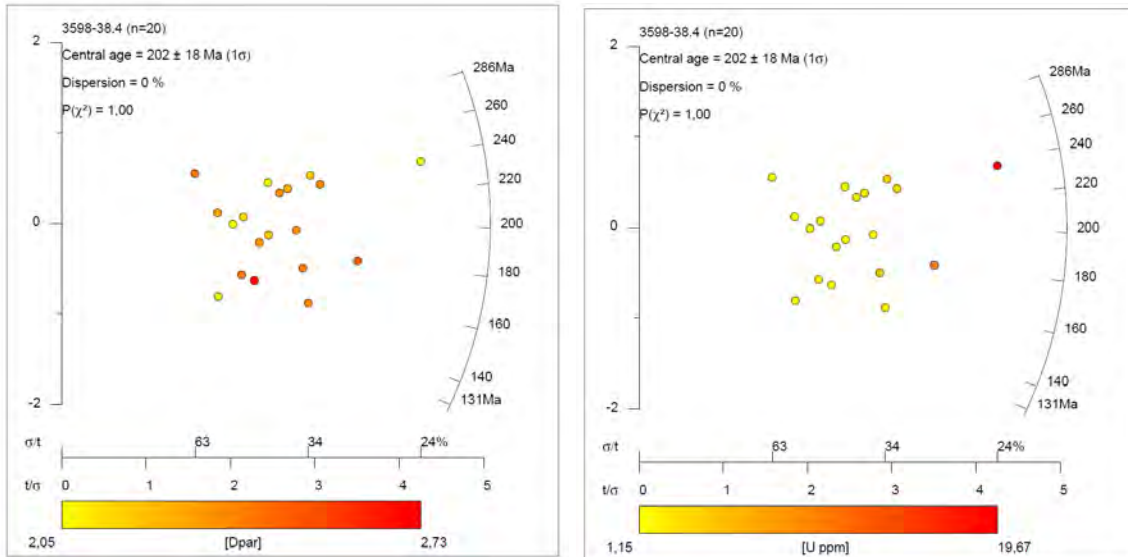 3598-38.4 (n=20)
Central age = 202 ± 18 Ma (1σ)
Dispersion = 0 %
P(χ²) = 1,00
2
0
-2
286Ma
260
240
220
200
180
160
140
131Ma
σ/t
63
34
24%
0
1
2
3
4
5
t/σ
2,05
[Dpar]
2,73
3598-38.4 (n=20)
Central age = 202 ± 18 Ma (1σ)
Dispersion = 0 %
P(χ²) = 1,00
2
0
-2
286Ma
260
240
220
200
180
160
140
131Ma
σ/t
63
34
24%
0
1
2
3
4
5
t/σ
1,15
[U ppm]
19,67